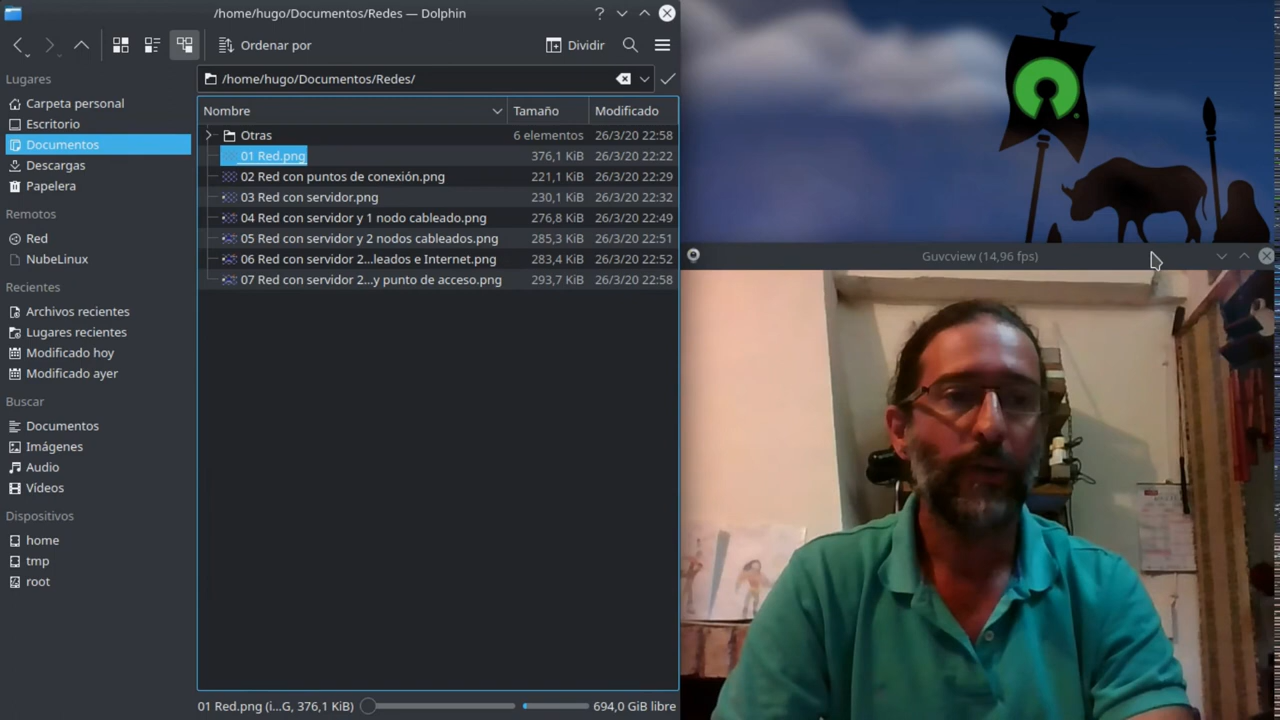 /home/hugo/Documentos/Redes — Dolphin
?
Ordenar por
Dividir
/home/hugo/Documentos/Redes/
Lugares
Carpeta personal
Escritorio
Documentos
Descargas
Papelera
Remotos
Red
NubeLinux
Recientes
Archivos recientes
Lugares recientes
Modificado hoy
Modificado ayer
Buscar
Documentos
Imágenes
Audio
Vídeos
Dispositivos
home
tmp
root
Nombre Tamaño Modificado
Otras 6 elementos 26/3/20 22:58
01 Red.png 376,1 KiB 26/3/20 22:22
02 Red con puntos de conexión.png 221,1 KiB 26/3/20 22:29
03 Red con servidor.png 230,1 KiB 26/3/20 22:32
04 Red con servidor y 1 nodo cableado.png 276,8 KiB 26/3/20 22:49
05 Red con servidor y 2 nodos cableados.png 285,3 KiB 26/3/20 22:51
06 Red con servidor 2...leados e Internet.png 283,4 KiB 26/3/20 22:52
07 Red con servidor 2...y punto de acceso.png 293,7 KiB 26/3/20 22:58
01 Red.png (i...G, 376,1 KiB) 694,0 GiB libre
Guvcview (14,96 fps)